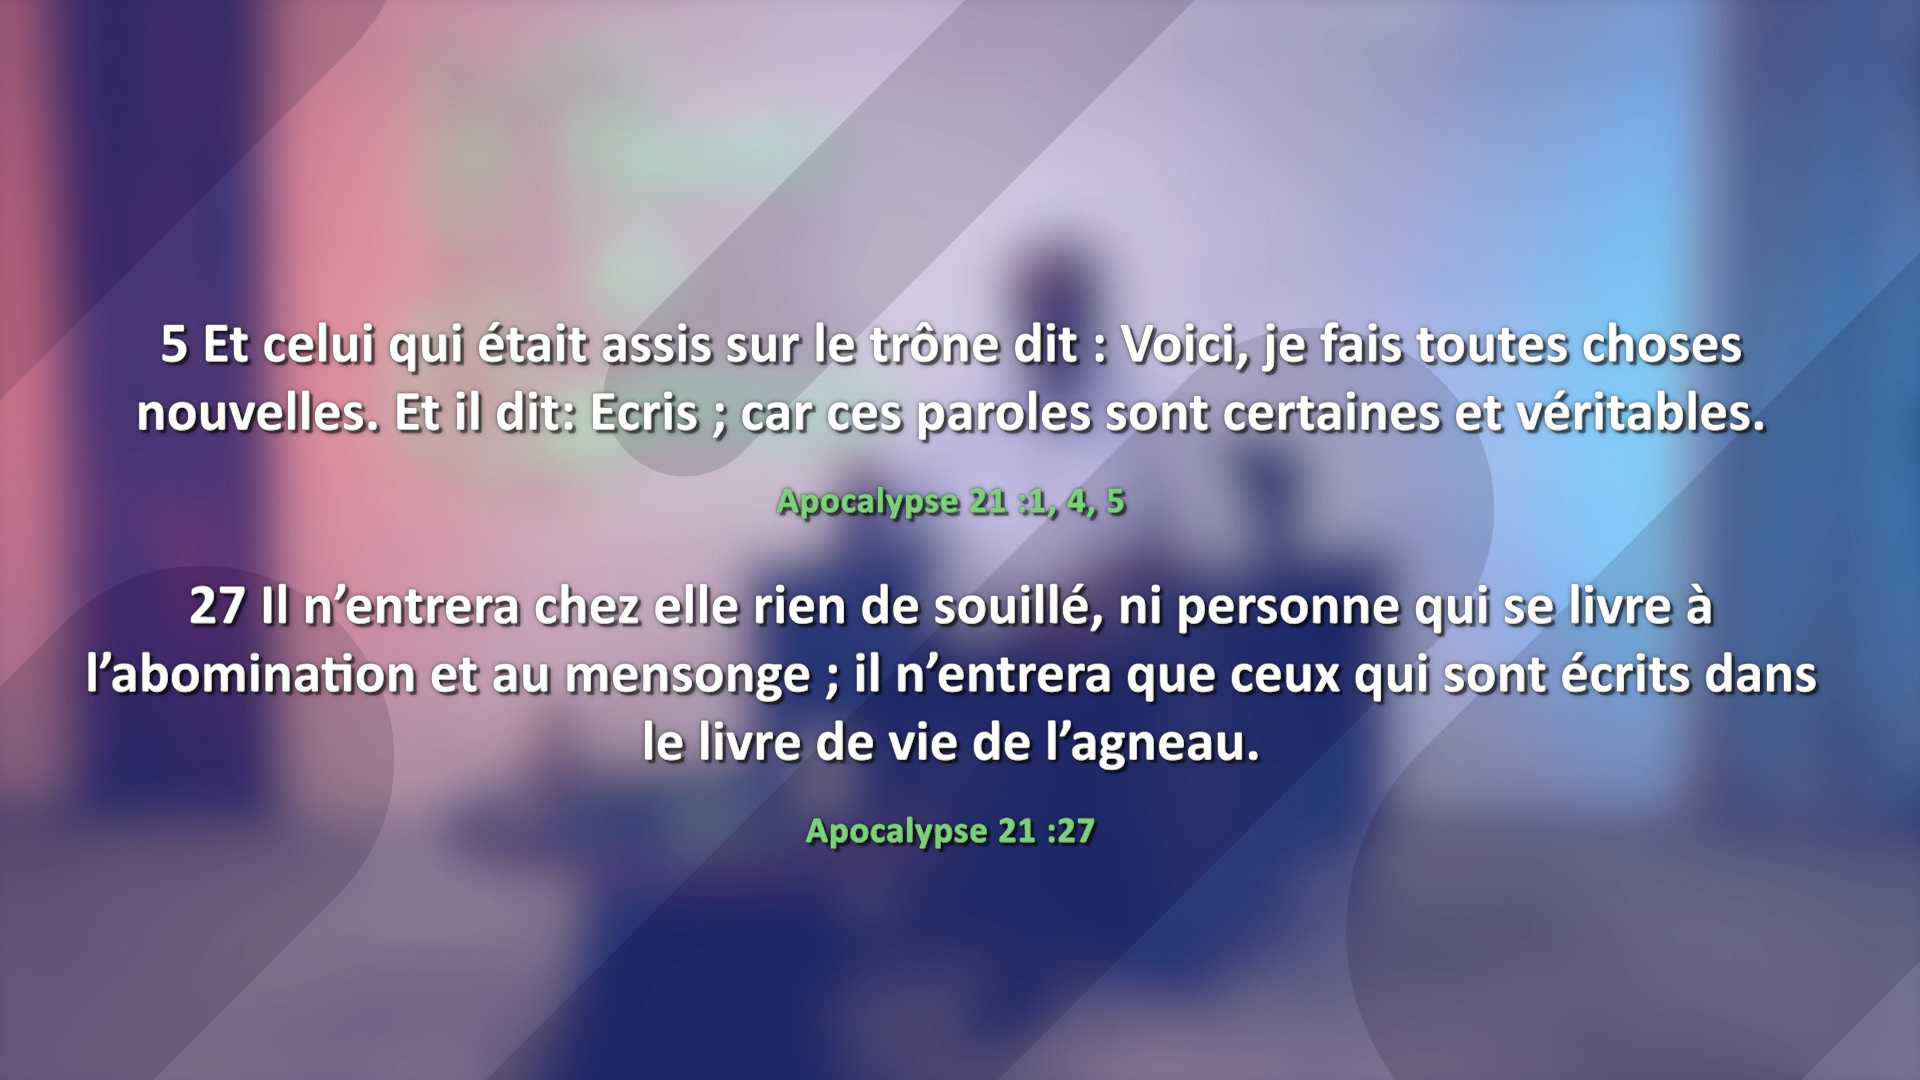 5 Et celui qui était assis sur le trône dit : Voici, je fais toutes choses
nouvelles. Et il dit: Ecris ; car ces paroles sont certaines et véritables.
Apocalypse 21 :1, 4, 5
27 Il n’entrera chez elle rien de souillé, ni personne qui se livre à
l’abomination et au mensonge ; il n’entrera que ceux qui sont écrits dans
le livre de vie de l’agneau.
Apocalypse 21 :27